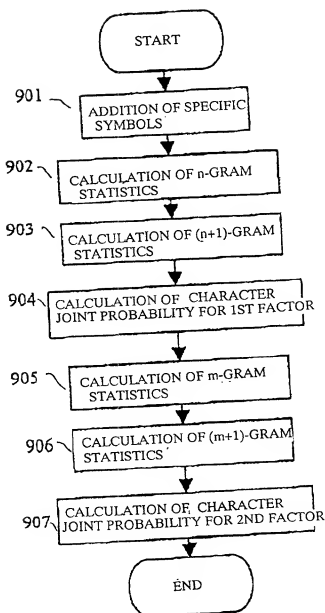 START
901
ADDITION OF SPECIFIC
SYMBOLS
902
CALCULATION OF n-GRAM
STATISTICS
903
CALCULATION OF (n+1)-GRAM
STATISTICS
904
CALCULATION OF CHARACTER
JOINT PROBABILITY FOR 1ST FACTOR
905
CALCULATION OF m-GRAM
STATISTICS
906
CALCULATION OF (m+1)-GRAM
STATISTICS
907
CALCULATION OF CHARACTER
JOINT PROBABILITY FOR 2ND FACTOR
END